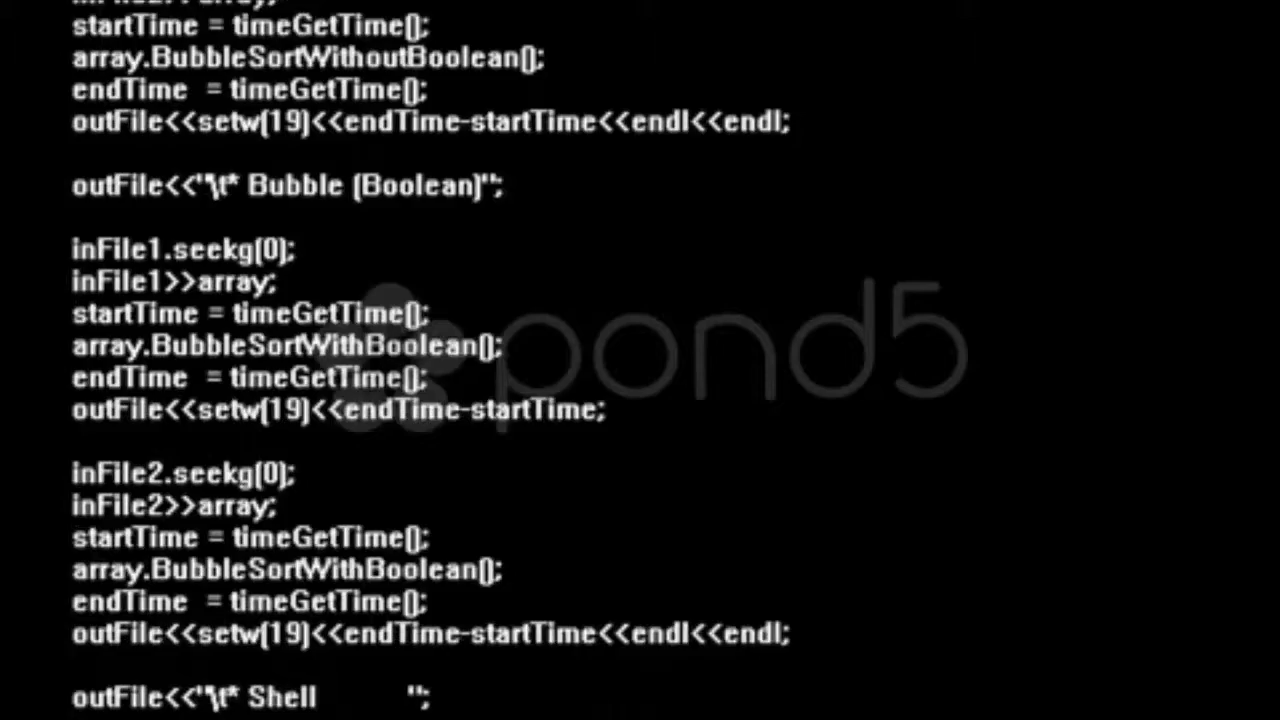 startTime = timeGetTime();
array.BubbleSortWithoutBoolean();
endTime  = timeGetTime();
outFile<<setw(19)<<endTime-startTime<<endl<<endl;
outFile<<"\t* Bubble (Boolean)";
inFile1.seekg(0);
inFile1>>array;
startTime = timeGetTime();
array.BubbleSortWithBoolean();
endTime  = timeGetTime();
outFile<<setw(19)<<endTime-startTime;
inFile2.seekg(0);
inFile2>>array;
startTime = timeGetTime();
array.BubbleSortWithBoolean();
endTime  = timeGetTime();
outFile<<setw(19)<<endTime-startTime<<endl<<endl;
outFile<<"\t* Shell          ";
pond5